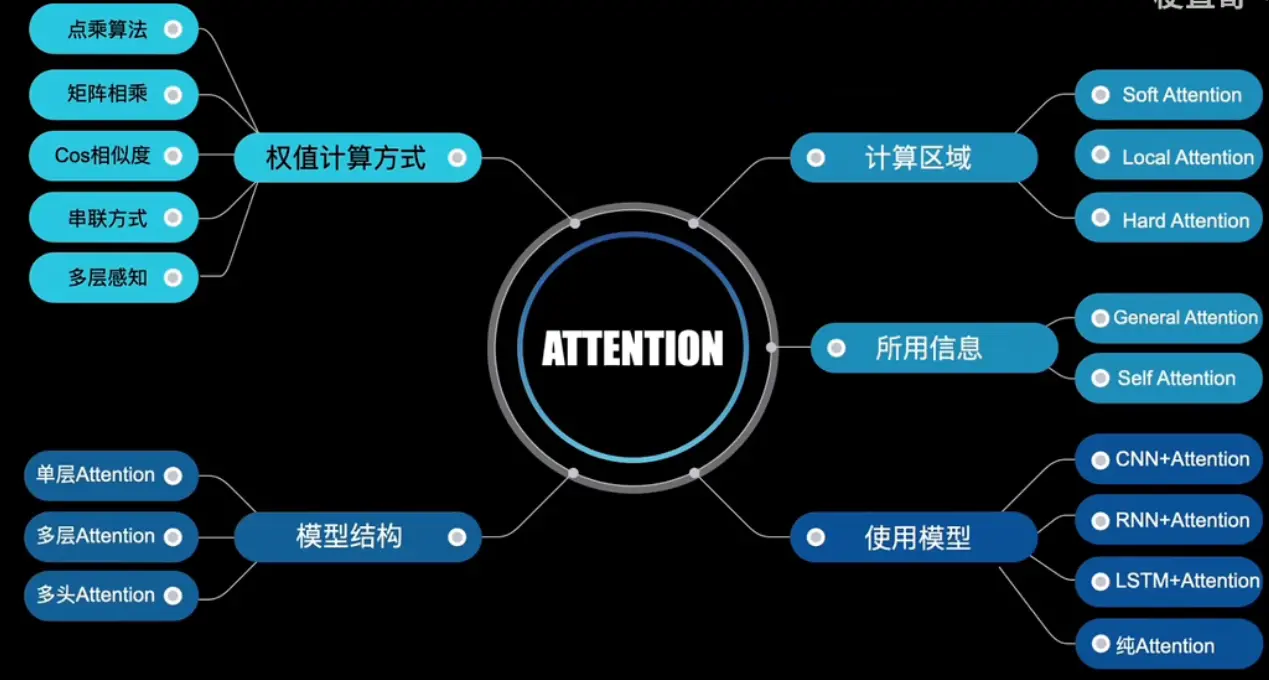 点乘算法
矩阵相乘
Cos相似度
串联方式
多层感知
权值计算方式
计算区域
Soft Attention
Local Attention
Hard Attention
ATTENTION
所用信息
General Attention
Self Attention
单层Attention
多层Attention
多头Attention
模型结构
使用模型
CNN+Attention
RNN+Attention
LSTM+Attention
纯Attention